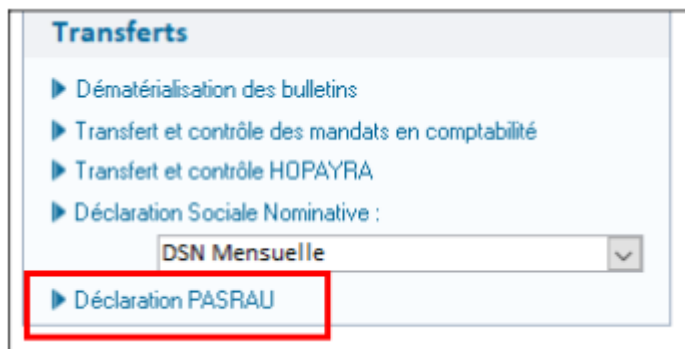 Transferts
Dématérialisation des bulletins
Transfert et contrôle des mandats en comptabilité
Transfert et contrôle HOPAYRA
Déclaration Sociale Nominative :
DSN Mensuelle
Déclaration PASRAU